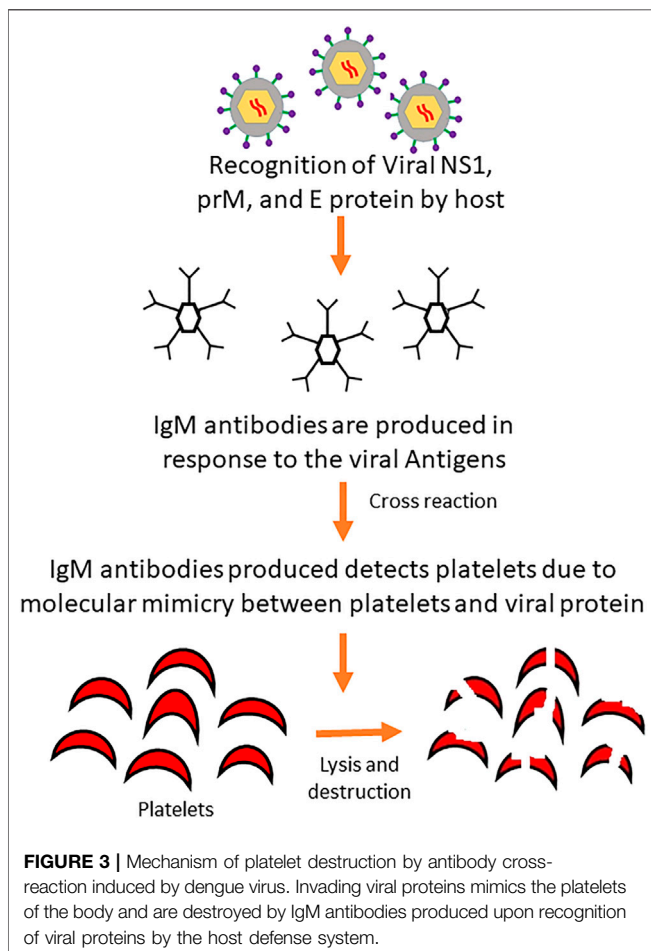 Recognition of Viral NS1,
prM, and E protein by host
IgM antibodies are produced in
response to the viral Antigens
Cross reaction
IgM antibodies produced detects platelets due to
molecular mimicry between platelets and viral protein
Lysis and
destruction
Platelets
FIGURE 3 | Mechanism of platelet destruction by antibody cross-
reaction induced by dengue virus. Invading viral proteins mimics the platelets
of the body and are destroyed by IgM antibodies produced upon recognition
of viral proteins by the host defense system.